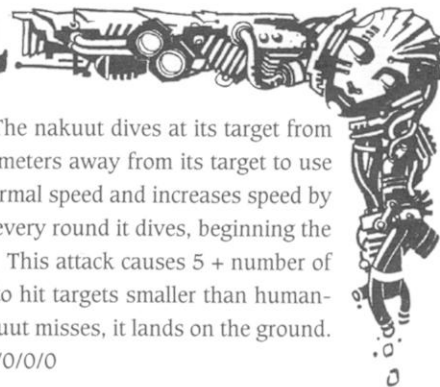 The nakuut dives at its target from
meters away from its target to use
rmal speed and increases speed by
every round it dives, beginning the
This attack causes 5 + number of
to hit targets smaller than human-
uut misses, it lands on the ground.
/0/0/0